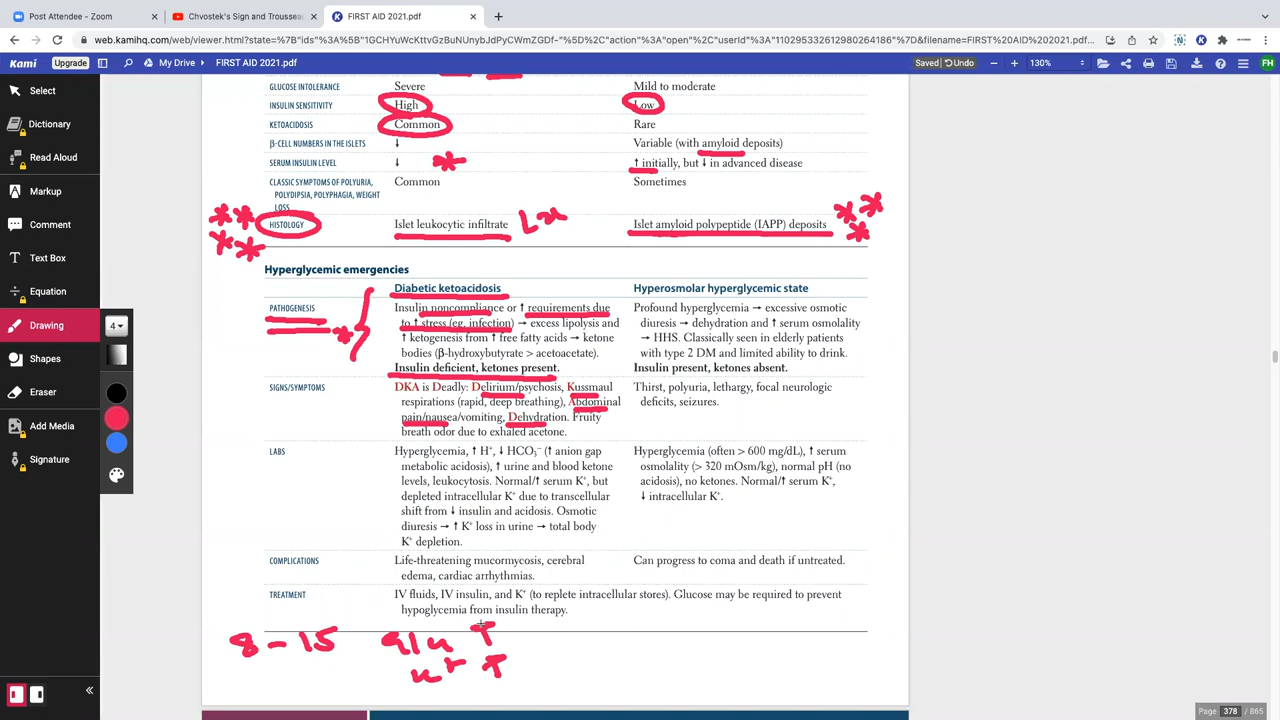 Post Attendee - Zoom
Chvostek's Sign and Trousseau
FIRST AID 2021.pdf
web.kamihq.com/web/viewer.html?state=%7B"ids"%3A%5B"1GCHYuWcKttvGzBuNUnybJdPyCWmZGDf-"%5D%2C"action"%3A"open"%2C"userId"%3A"110295332612980264186"%7D&filename=FIRST%20AID%202021.pdf...
Kami
Upgrade
My Drive
FIRST AID 2021.pdf
Saved
Undo
130%
FH
Select
Dictionary
Read Aloud
Markup
Comment
Text Box
Equation
Drawing
Shapes
Eraser
Add Media
Signature
4
GLUCOSE INTOLERANCE Severe Mild to moderate
INSULIN SENSITIVITY High Low
KETOACIDOSIS Common Rare
β-CELL NUMBERS IN THE ISLETS ↓ Variable (with amyloid deposits)
SERUM INSULIN LEVEL ↓ ↑ initially, but ↓ in advanced disease
CLASSIC SYMPTOMS OF POLYURIA, Common Sometimes
POLYDIPSIA, POLYPHAGIA, WEIGHT
LOSS
HISTOLOGY Islet leukocytic infiltrate Islet amyloid polypeptide (IAPP) deposits
Hyperglycemic emergencies
Diabetic ketoacidosis Hyperosmolar hyperglycemic state
PATHOGENESIS Insulin noncompliance or ↑ requirements due Profound hyperglycemia → excessive osmotic
to ↑ stress (eg, infection) → excess lipolysis and diuresis → dehydration and ↑ serum osmolality
↑ ketogenesis from ↑ free fatty acids → ketone → HHS. Classically seen in elderly patients
bodies (β-hydroxybutyrate > acetoacetate). with type 2 DM and limited ability to drink.
Insulin deficient, ketones present. Insulin present, ketones absent.
SIGNS/SYMPTOMS DKA is Deadly: Delirium/psychosis, Kussmaul Thirst, polyuria, lethargy, focal neurologic
respirations (rapid, deep breathing), Abdominal deficits, seizures.
pain/nausea/vomiting, Dehydration. Fruity
breath odor due to exhaled acetone.
LABS Hyperglycemia, ↑ H⁺, ↓ HCO₃⁻ (↑ anion gap Hyperglycemia (often > 600 mg/dL), ↑ serum
metabolic acidosis), ↑ urine and blood ketone osmolality (> 320 mOsm/kg), normal pH (no
levels, leukocytosis. Normal/↑ serum K⁺, but acidosis), no ketones. Normal/↑ serum K⁺,
depleted intracellular K⁺ due to transcellular ↓ intracellular K⁺.
shift from ↓ insulin and acidosis. Osmotic
diuresis → ↑ K⁺ loss in urine → total body
K⁺ depletion.
COMPLICATIONS Life-threatening mucormycosis, cerebral Can progress to coma and death if untreated.
edema, cardiac arrhythmias.
TREATMENT IV fluids, IV insulin, and K⁺ (to replete intracellular stores). Glucose may be required to prevent
hypoglycemia from insulin therapy.
8 - 15 glu ↑
Page 378 / 865